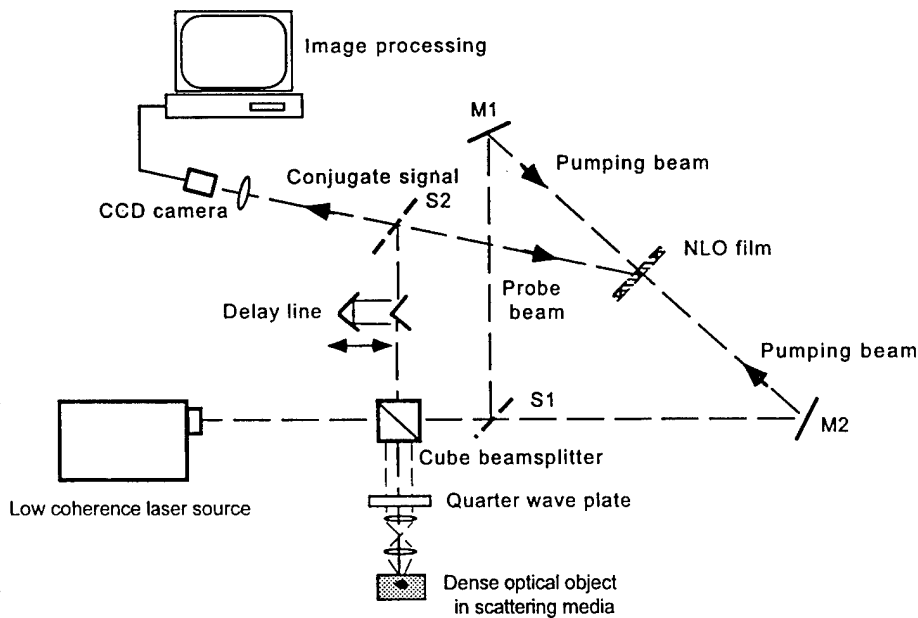 Image processing
M1
Pumping beam
Conjugate signal
S2
CCD camera
NLO film
Probe
beam
Delay line
Pumping beam
S1
M2
Cube beamsplitter
Low coherence laser source
Quarter wave plate
Dense optical object
in scattering media